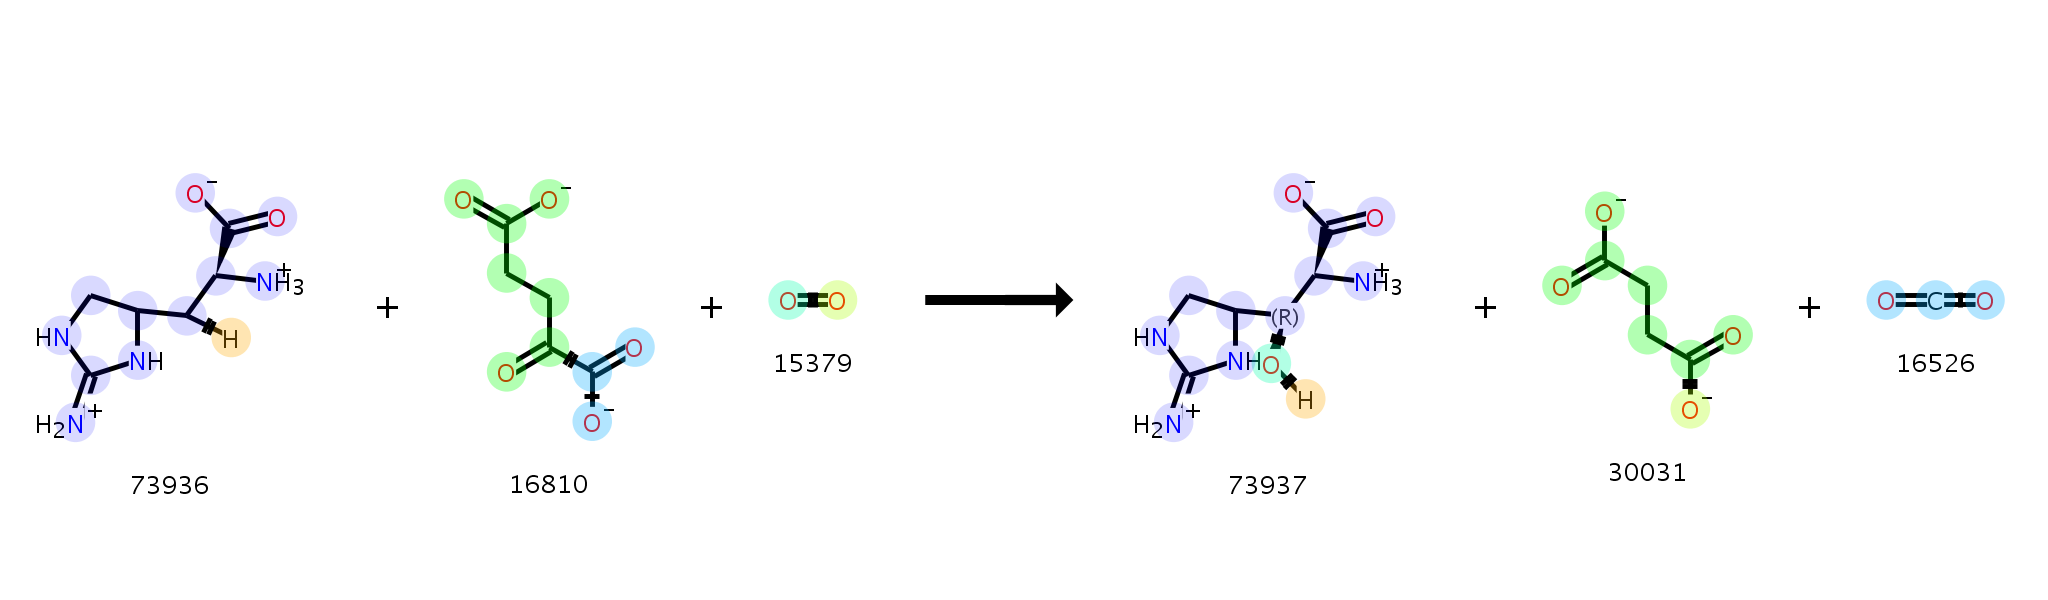 O⁻
O
NH₃⁺
H
HN
NH
H₂N⁺
73936
+
O
O⁻
O
O
O⁻
16810
+
O O
15379
O⁻
O
NH₃⁺
(R)
HN
NH
O
H
H₂N⁺
73937
+
O⁻
O
O
O⁻
30031
+
O C O
16526